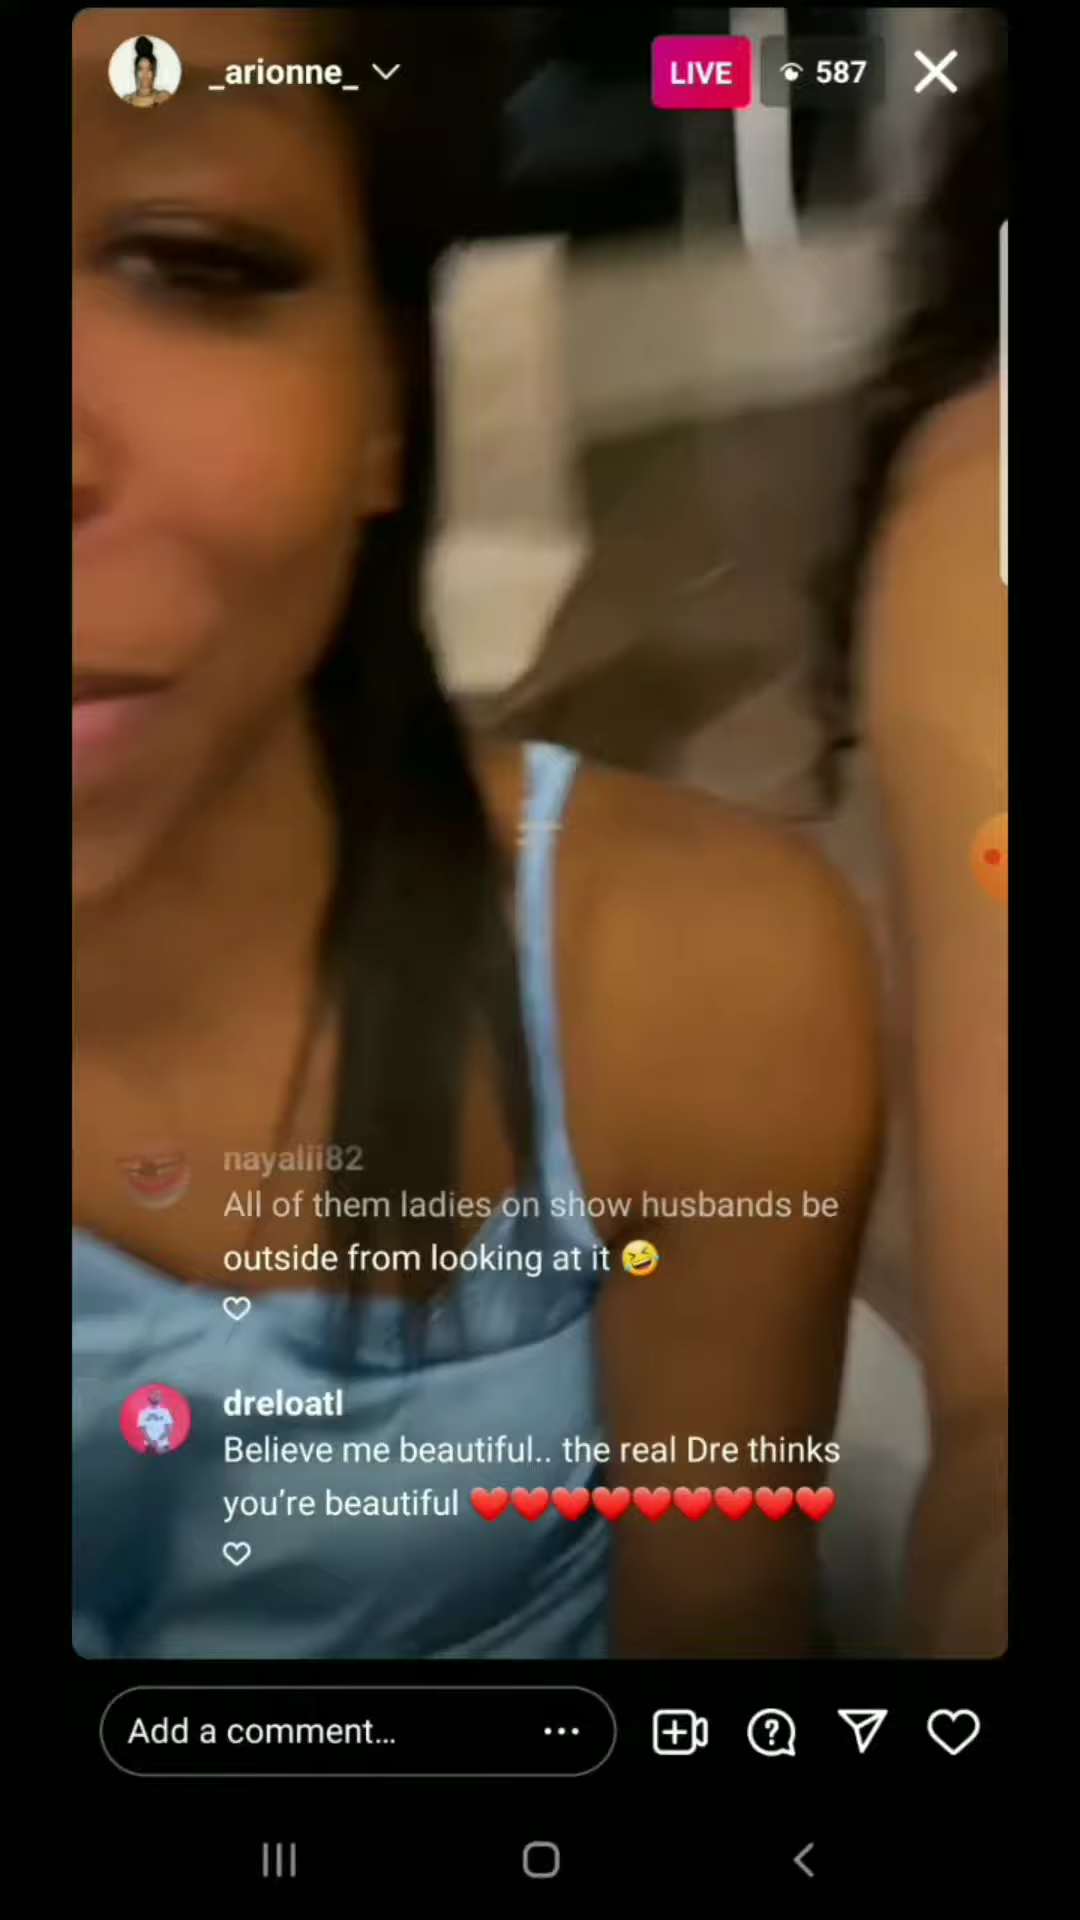 _arionne_
LIVE
587
nayalii82
All of them ladies on show husbands be
outside from looking at it 🤣
dreloatl
Believe me beautiful.. the real Dre thinks
you’re beautiful ❤️❤️❤️❤️❤️❤️❤️❤️❤️
Add a comment...